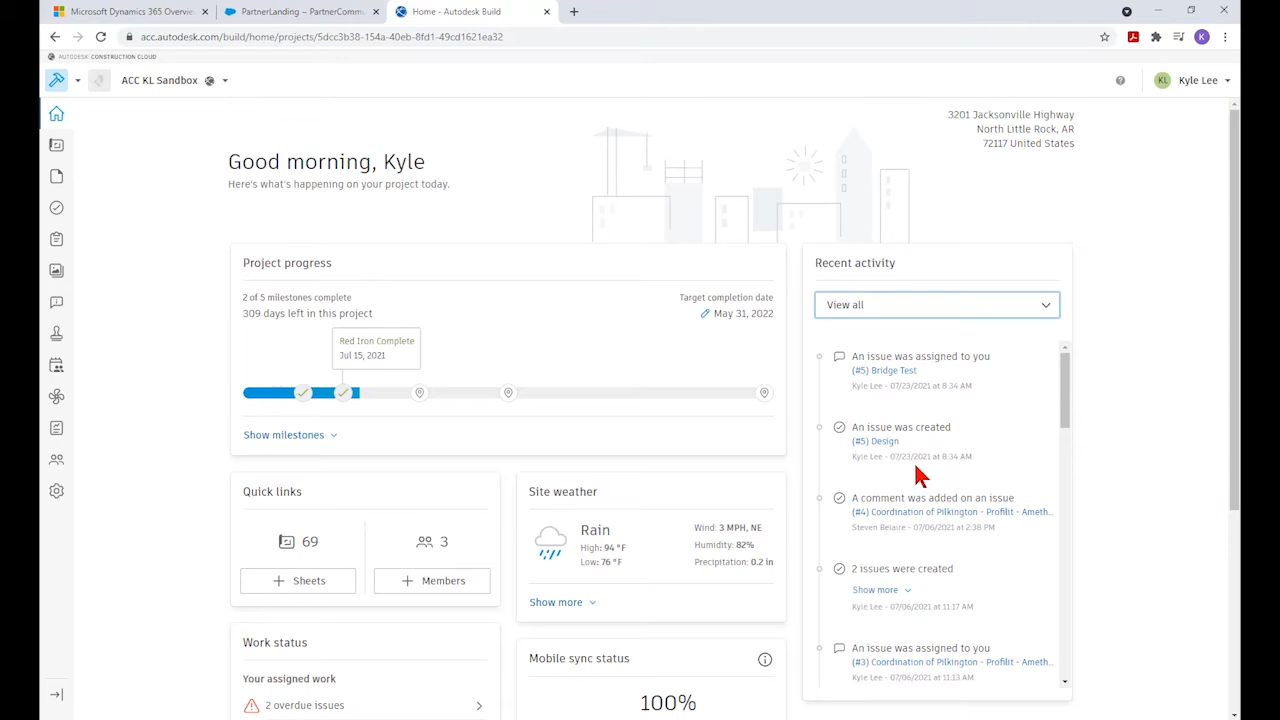 Microsoft Dynamics 365 Overvie
PartnerLanding ~ PartnerComm
Home - Autodesk Build
acc.autodesk.com/build/home/projects/5dcc3b38-154a-40eb-8fd1-49cd1621ea32
K
AUTODESK CONSTRUCTION CLOUD
ACC KL Sandbox
KL
Kyle Lee
3201 Jacksonville Highway
North Little Rock, AR
72117 United States
Good morning, Kyle
Here's what's happening on your project today.
Project progress
2 of 5 milestones complete
309 days left in this project
Target completion date
May 31, 2022
Red Iron Complete
Jul 15, 2021
Show milestones
Quick links
69
3
Sheets
Members
Site weather
Rain
High: 94 °F
Low: 76 °F
Wind: 3 MPH, NE
Humidity: 82%
Precipitation: 0.2 in
Show more
Work status
Your assigned work
2 overdue issues
Mobile sync status
100%
Recent activity
View all
An issue was assigned to you
(#5) Bridge Test
Kyle Lee - 07/23/2021 at 8:34 AM
An issue was created
(#5) Design
Kyle Lee - 07/23/2021 at 8:34 AM
A comment was added on an issue
(#4) Coordination of Pilkington - Profilit - Ameth...
Steven Belaire - 07/06/2021 at 2:38 PM
2 issues were created
Show more
Kyle Lee - 07/06/2021 at 11:17 AM
An issue was assigned to you
(#3) Coordination of Pilkington - Profilit - Ameth...
Kyle Lee - 07/06/2021 at 11:13 AM